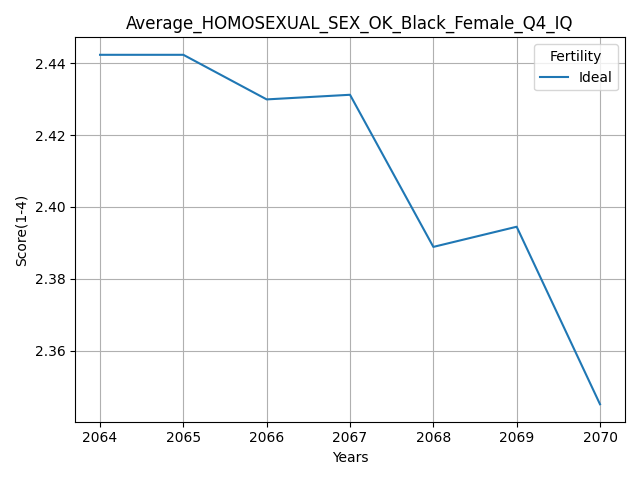 Average_HOMOSEXUAL_SEX_OK_Black_Female_Q4_IQ
Fertility
Ideal
Score(1-4)
2.44
2.42
2.40
2.38
2.36
2064 2065 2066 2067 2068 2069 2070
Years